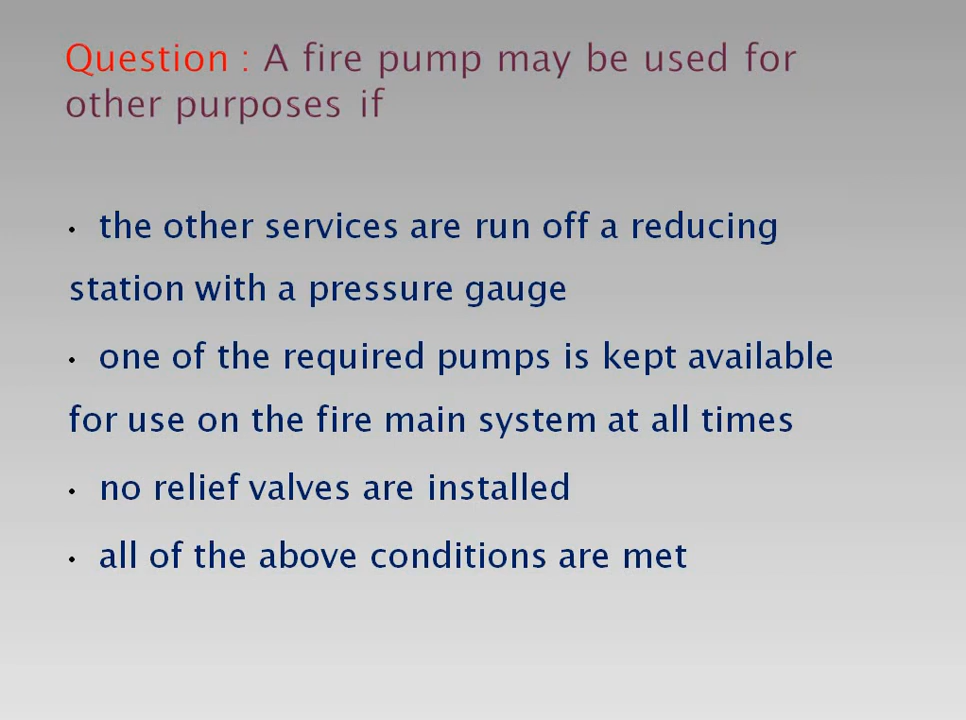 Question : A fire pump may be used for
other purposes if
• the other services are run off a reducing
station with a pressure gauge
• one of the required pumps is kept available
for use on the fire main system at all times
• no relief valves are installed
• all of the above conditions are met